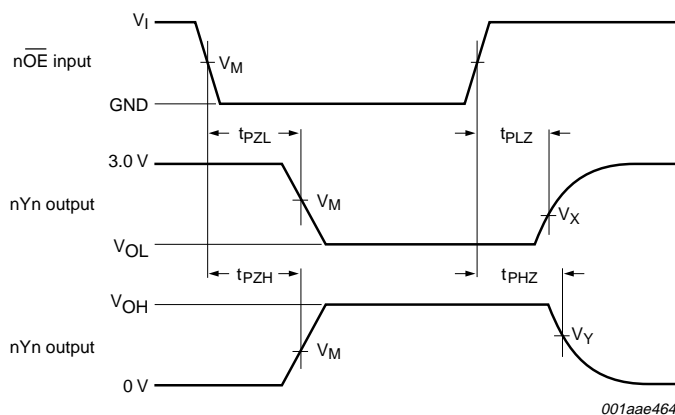 V_I
nO̅E̅ input
V_M
GND
t_PZL
t_PLZ
3.0 V
nYn output
V_M
V_X
V_OL
t_PZH
t_PHZ
V_OH
nYn output
V_M
V_Y
0 V
001aae464